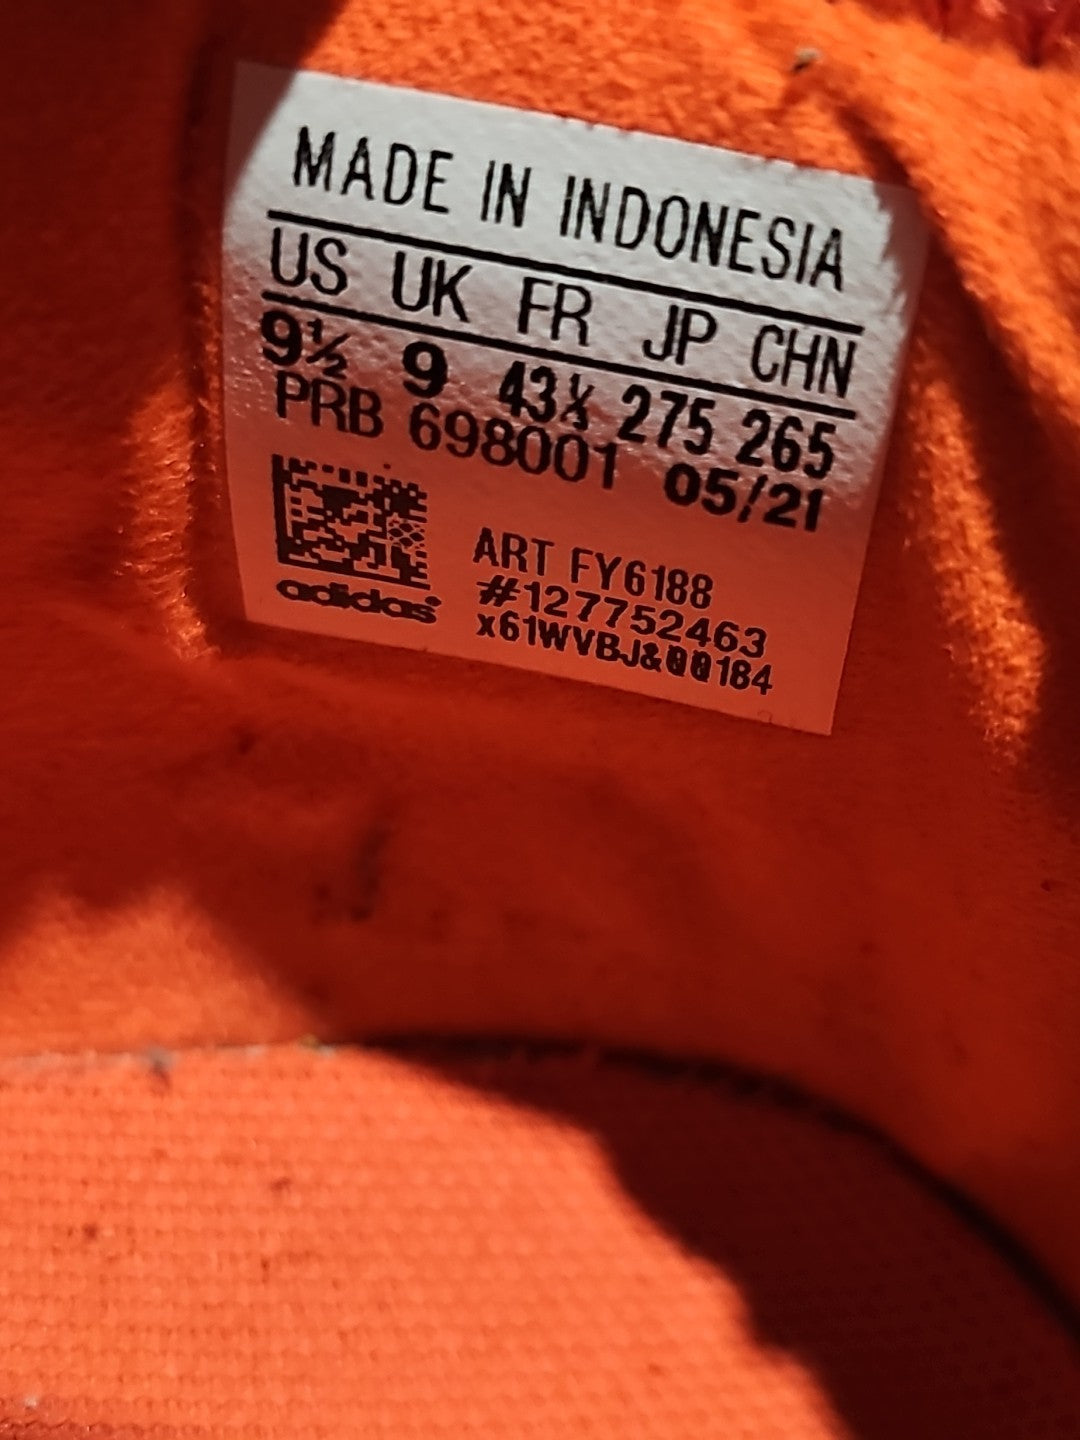 MADE IN INDONESIA
US UK FR JP CHN
9½ 9 43⅓ 275 265
PRB 698001 05/21
ART FY6188
#127752463
adidas x61WVBJ&00184